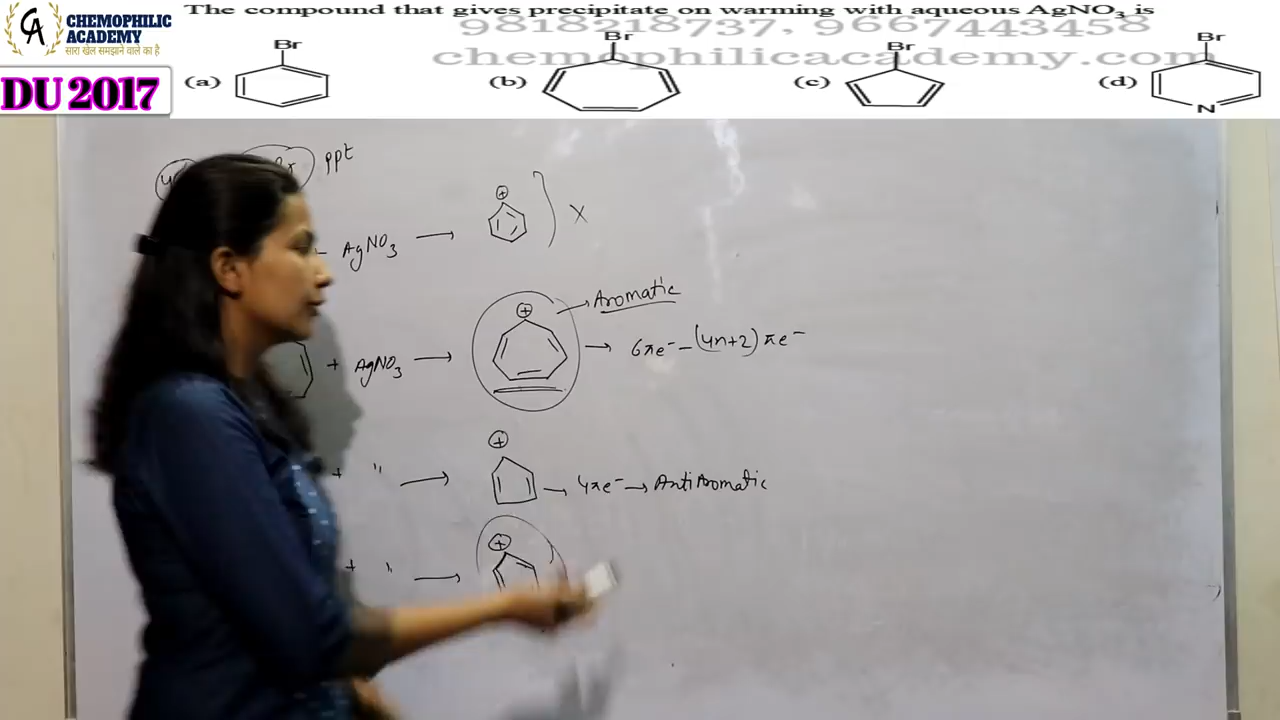 The compound that gives precipitate on warming with aqueous AgNO3 is
CHEMOPHILIC
ACADEMY
सारा खेल समझाने वाले का है
CA
9818218737, 9667443458
chemophilicacademy.com
DU 2017
(a) Br
(b) Br
(c) Br
(d) Br
N
ppt
AgNO3 → ⊕ X
+ AgNO3 → ⊕ → Aromatic
→ 6πe⁻ – (4n+2)πe⁻
+ " → ⊕ → 4πe⁻ → AntiAromatic
+ " → ⊕